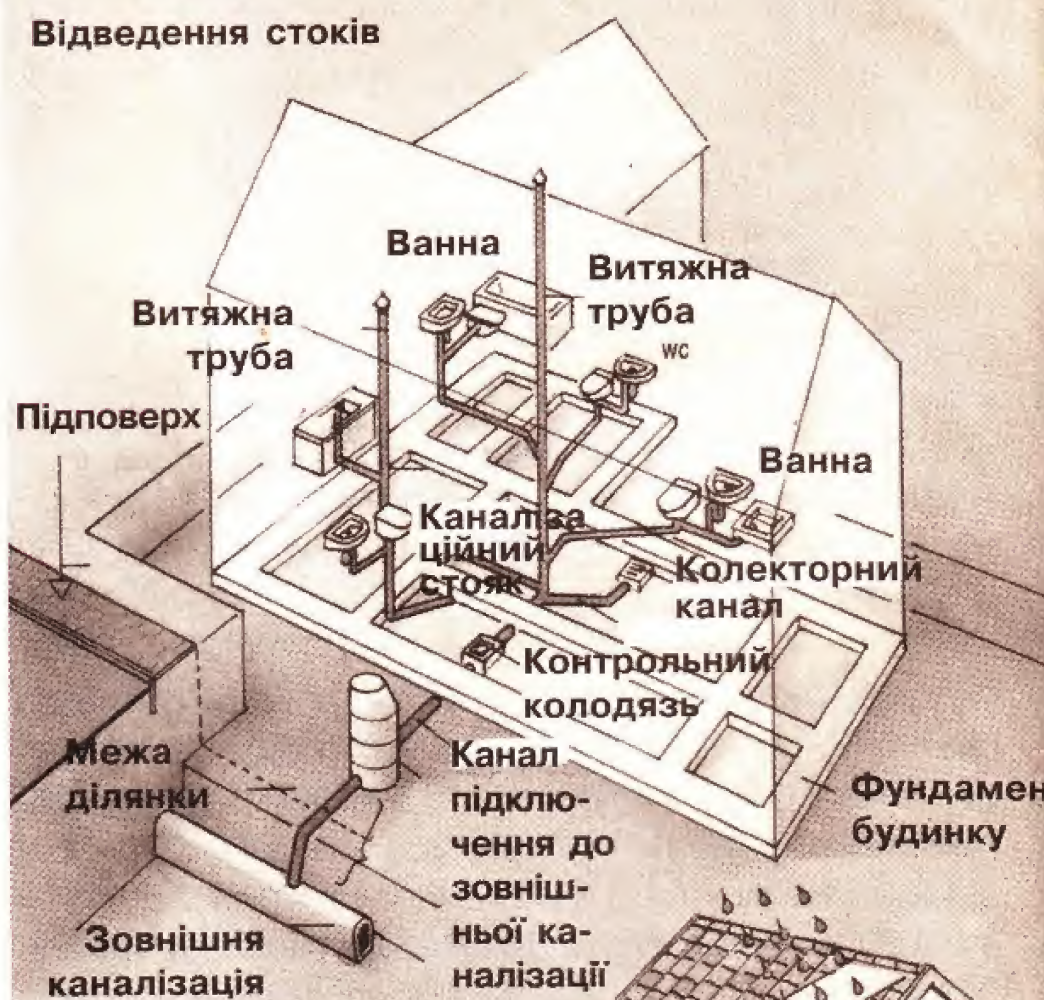 Відведення стоків
Ванна
Витяжна
труба
WC
Витяжна
труба
Підповерх
Ванна
Каналіза
ційний
стояк
Колекторний
канал
Контрольний
колодязь
Межа
ділянки
Канал
підклю-
чення до
зовніш-
ньої ка-
налізації
Фундамен
будинку
Зовнішня
каналізація